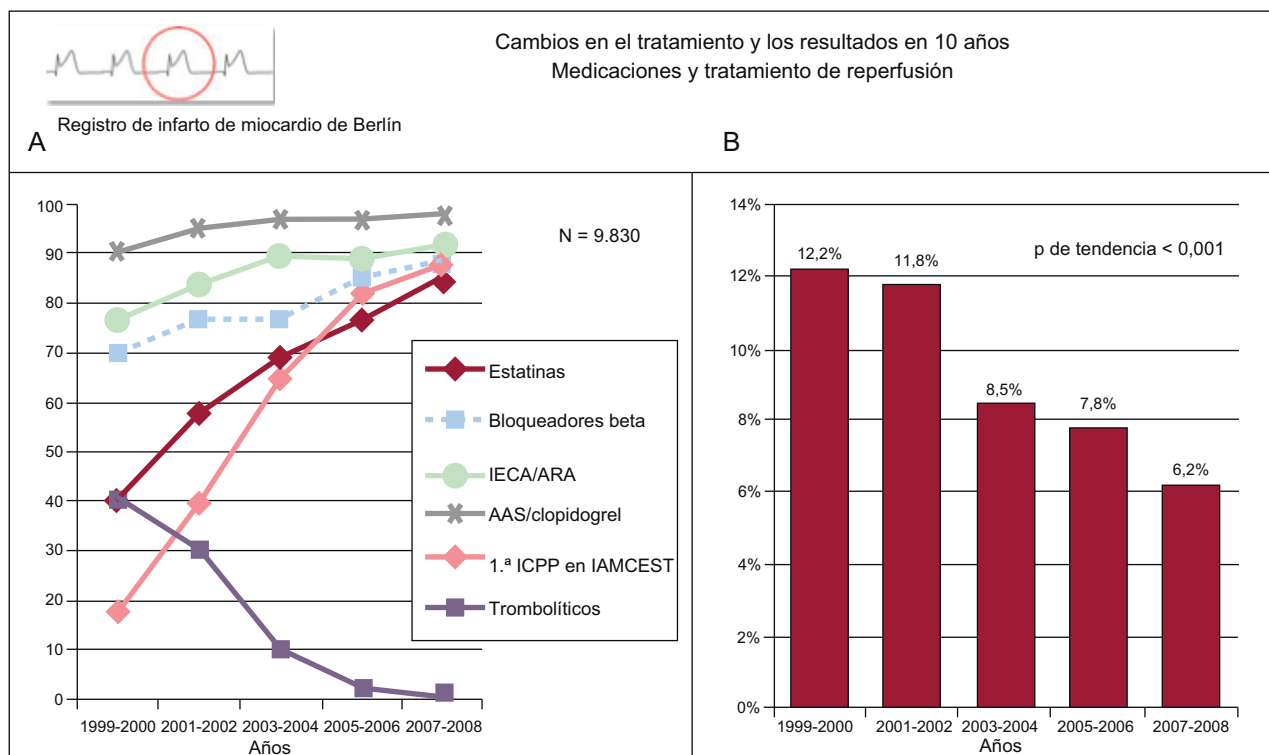 Cambios en el tratamiento y los resultados en 10 años
Medicaciones y tratamiento de reperfusión
Registro de infarto de miocardio de Berlín
A
B
100
90
80
70
60
50
40
30
20
10
0
N = 9.830
Estatinas
Bloqueadores beta
IECA/ARA
AAS/clopidogrel
1.ª ICPP en IAMCEST
Trombolíticos
1999-2000 2001-2002 2003-2004 2005-2006 2007-2008
Años
14%
12%
10%
8%
6%
4%
2%
0%
p de tendencia < 0,001
12,2%
11,8%
8,5%
7,8%
6,2%
1999-2000 2001-2002 2003-2004 2005-2006 2007-2008
Años